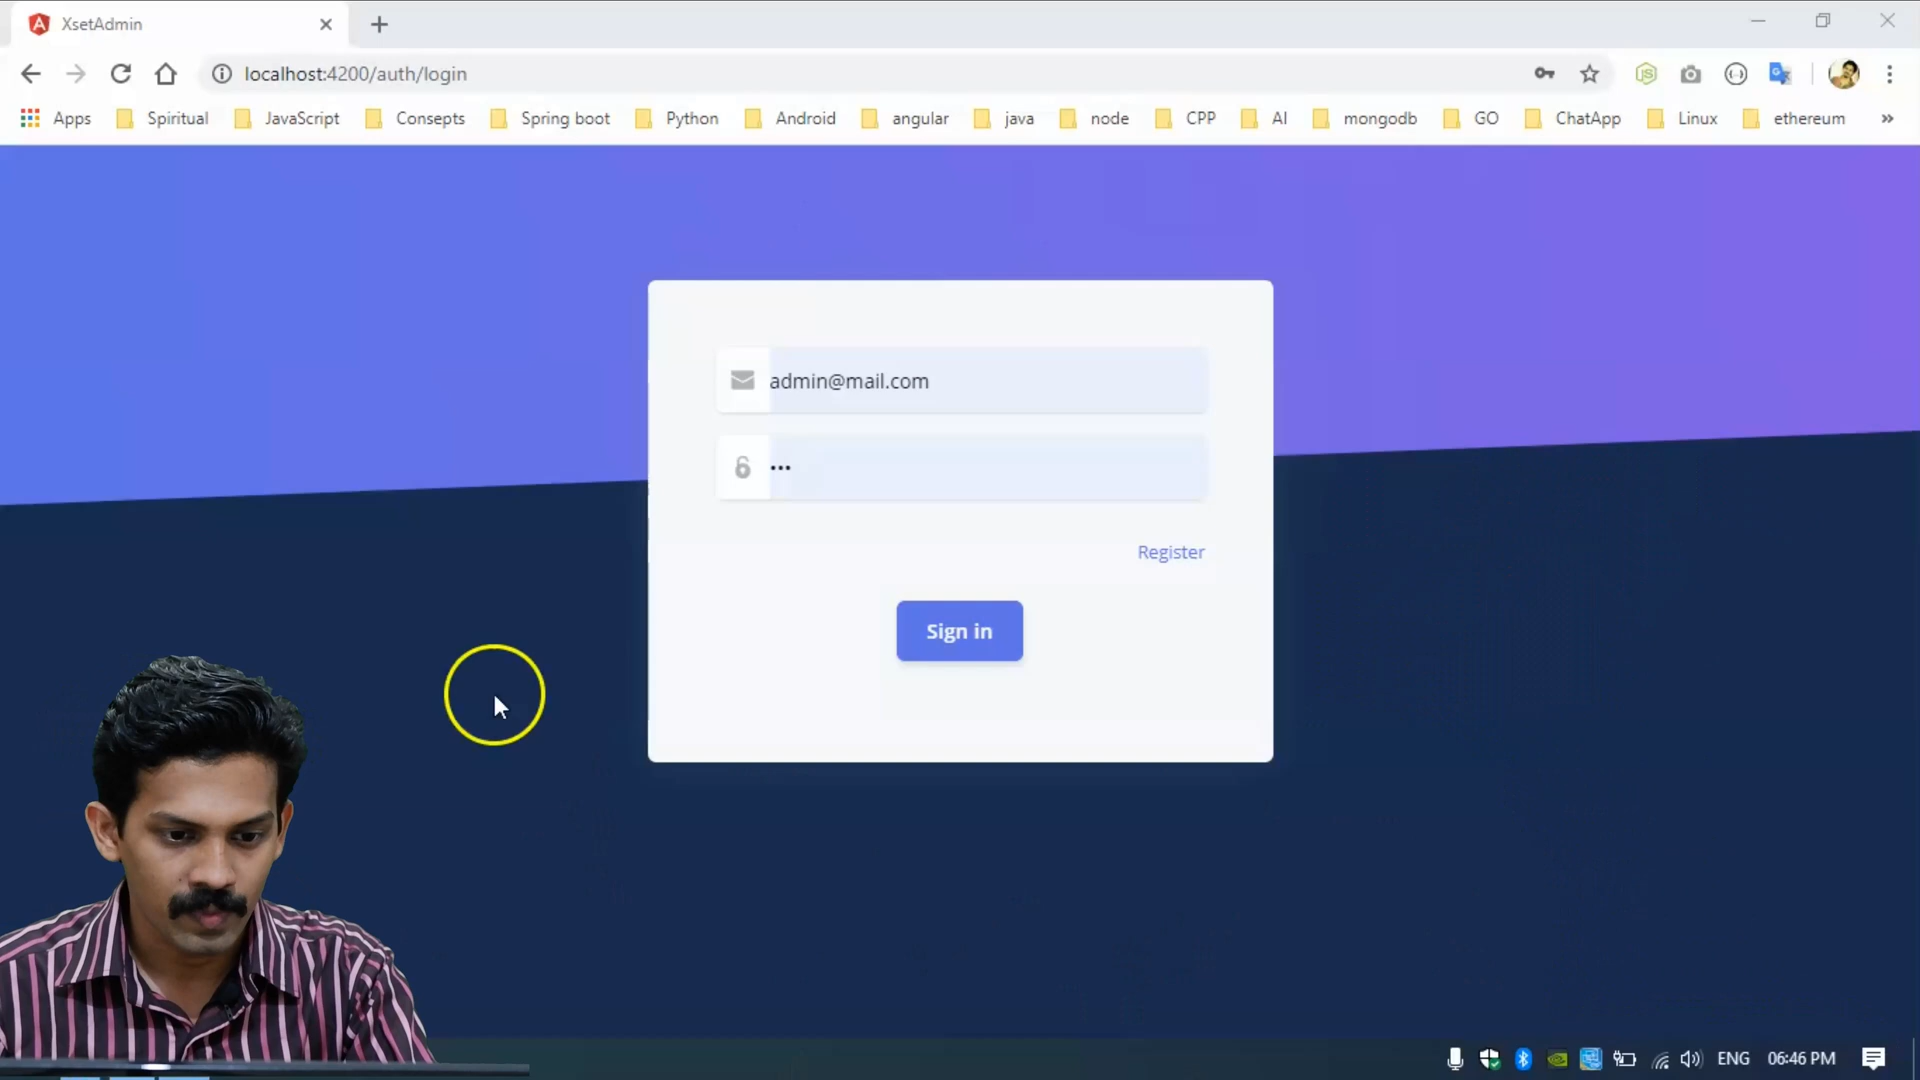 XsetAdmin
localhost:4200/auth/login
Apps Spiritual JavaScript Consepts Spring boot Python Android angular java node CPP AI mongodb GO ChatApp Linux ethereum »
admin@mail.com
•••
Register
Sign in
ENG 06:46 PM